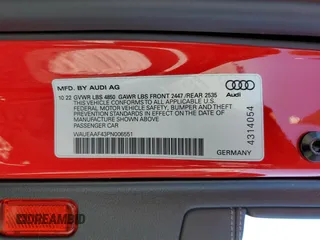 MFD. BY AUDI AG
10.22 GVWR LBS 4850 GAWR LBS FRONT 2447 /REAR 2535
THIS VEHICLE CONFORMS TO ALL APPLICABLE
FEDERAL MOTOR VEHICLE SAFETY, BUMPER AND THEFT
PREVENTION STANDARDS IN EFFECT ON THE DATE OF
MANUFACTURE SHOWN ABOVE.
PASSENGER CAR
WAUEAAF43PN006551
GERMANY
Audi
4314054
DREAMBID